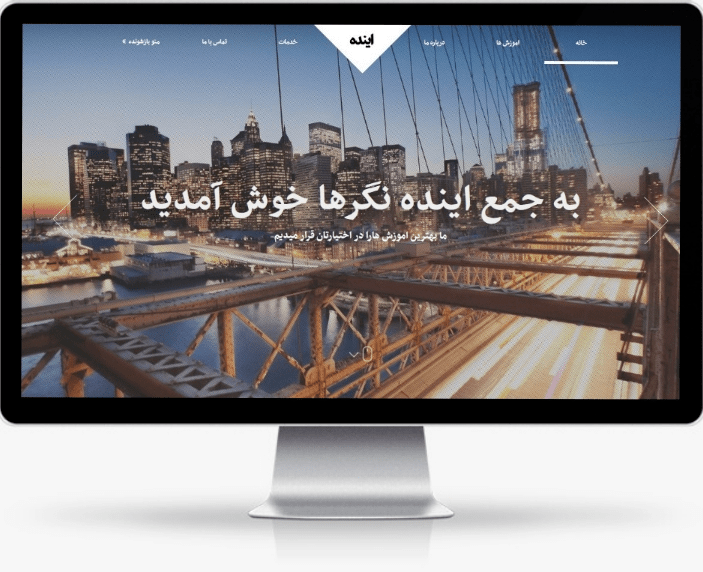 خانه
اموزش ها
درباره ما
اینده
خدمات
تماس با ما
منو بازشونده »
به جمع اینده نگرها خوش آمدید
ما بهترین اموزش هارا در اختیارتان قرار میدیم